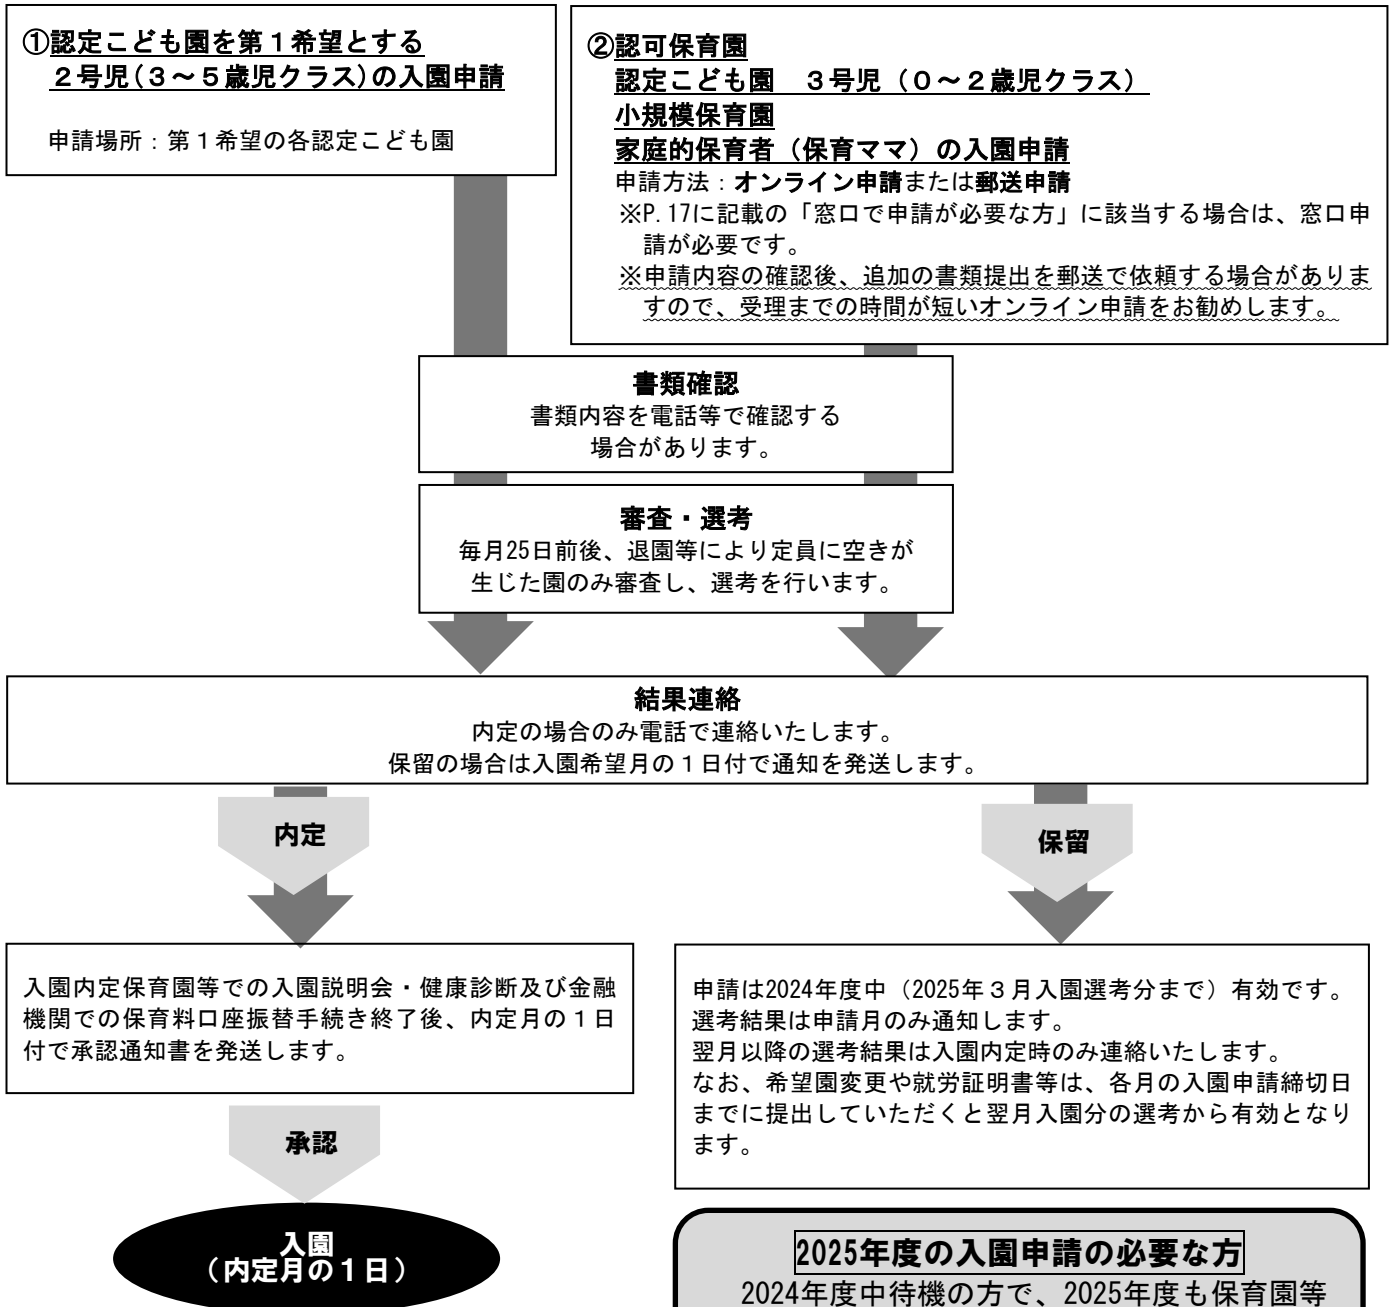 ①認定こども園を第１希望とする
２号児(３～５歳児クラス)の入園申請
申請場所：第１希望の各認定こども園
②認可保育園
認定こども園　３号児（０～２歳児クラス）
小規模保育園
家庭的保育者（保育ママ）の入園申請
申請方法：オンライン申請または郵送申請
※P.17に記載の「窓口で申請が必要な方」に該当する場合は、窓口申
請が必要です。
※申請内容の確認後、追加の書類提出を郵送で依頼する場合がありま
すので、受理までの時間が短いオンライン申請をお勧めします。
書類確認
書類内容を電話等で確認する
場合があります。
審査・選考
毎月25日前後、退園等により定員に空きが
生じた園のみ審査し、選考を行います。
結果連絡
内定の場合のみ電話で連絡いたします。
保留の場合は入園希望月の１日付で通知を発送します。
内定
保留
入園内定保育園等での入園説明会・健康診断及び金融
機関での保育料口座振替手続き終了後、内定月の１日
付で承認通知書を発送します。
申請は2024年度中（2025年３月入園選考分まで）有効です。
選考結果は申請月のみ通知します。
翌月以降の選考結果は入園内定時のみ連絡いたします。
なお、希望園変更や就労証明書等は、各月の入園申請締切日
までに提出していただくと翌月入園分の選考から有効となり
ます。
承認
入園
（内定月の１日）
2025年度の入園申請の必要な方
2024年度中待機の方で、2025年度も保育園等